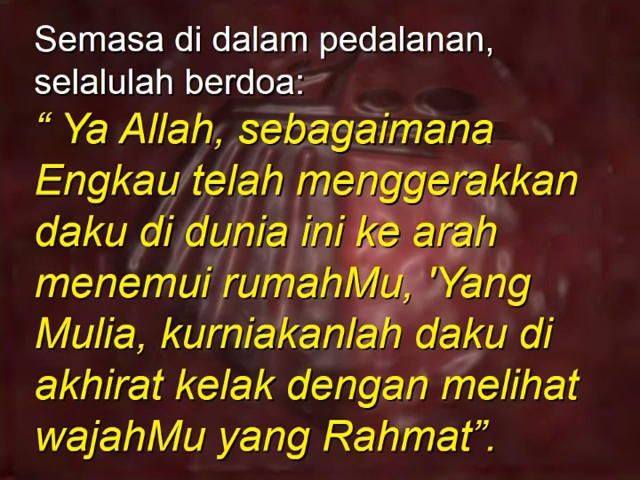 Semasa di dalam pedalanan,
selalulah berdoa:
“ Ya Allah, sebagaimana
Engkau telah menggerakkan
daku di dunia ini ke arah
menemui rumahMu, 'Yang
Mulia, kurniakanlah daku di
akhirat kelak dengan melihat
wajahMu yang Rahmat”.